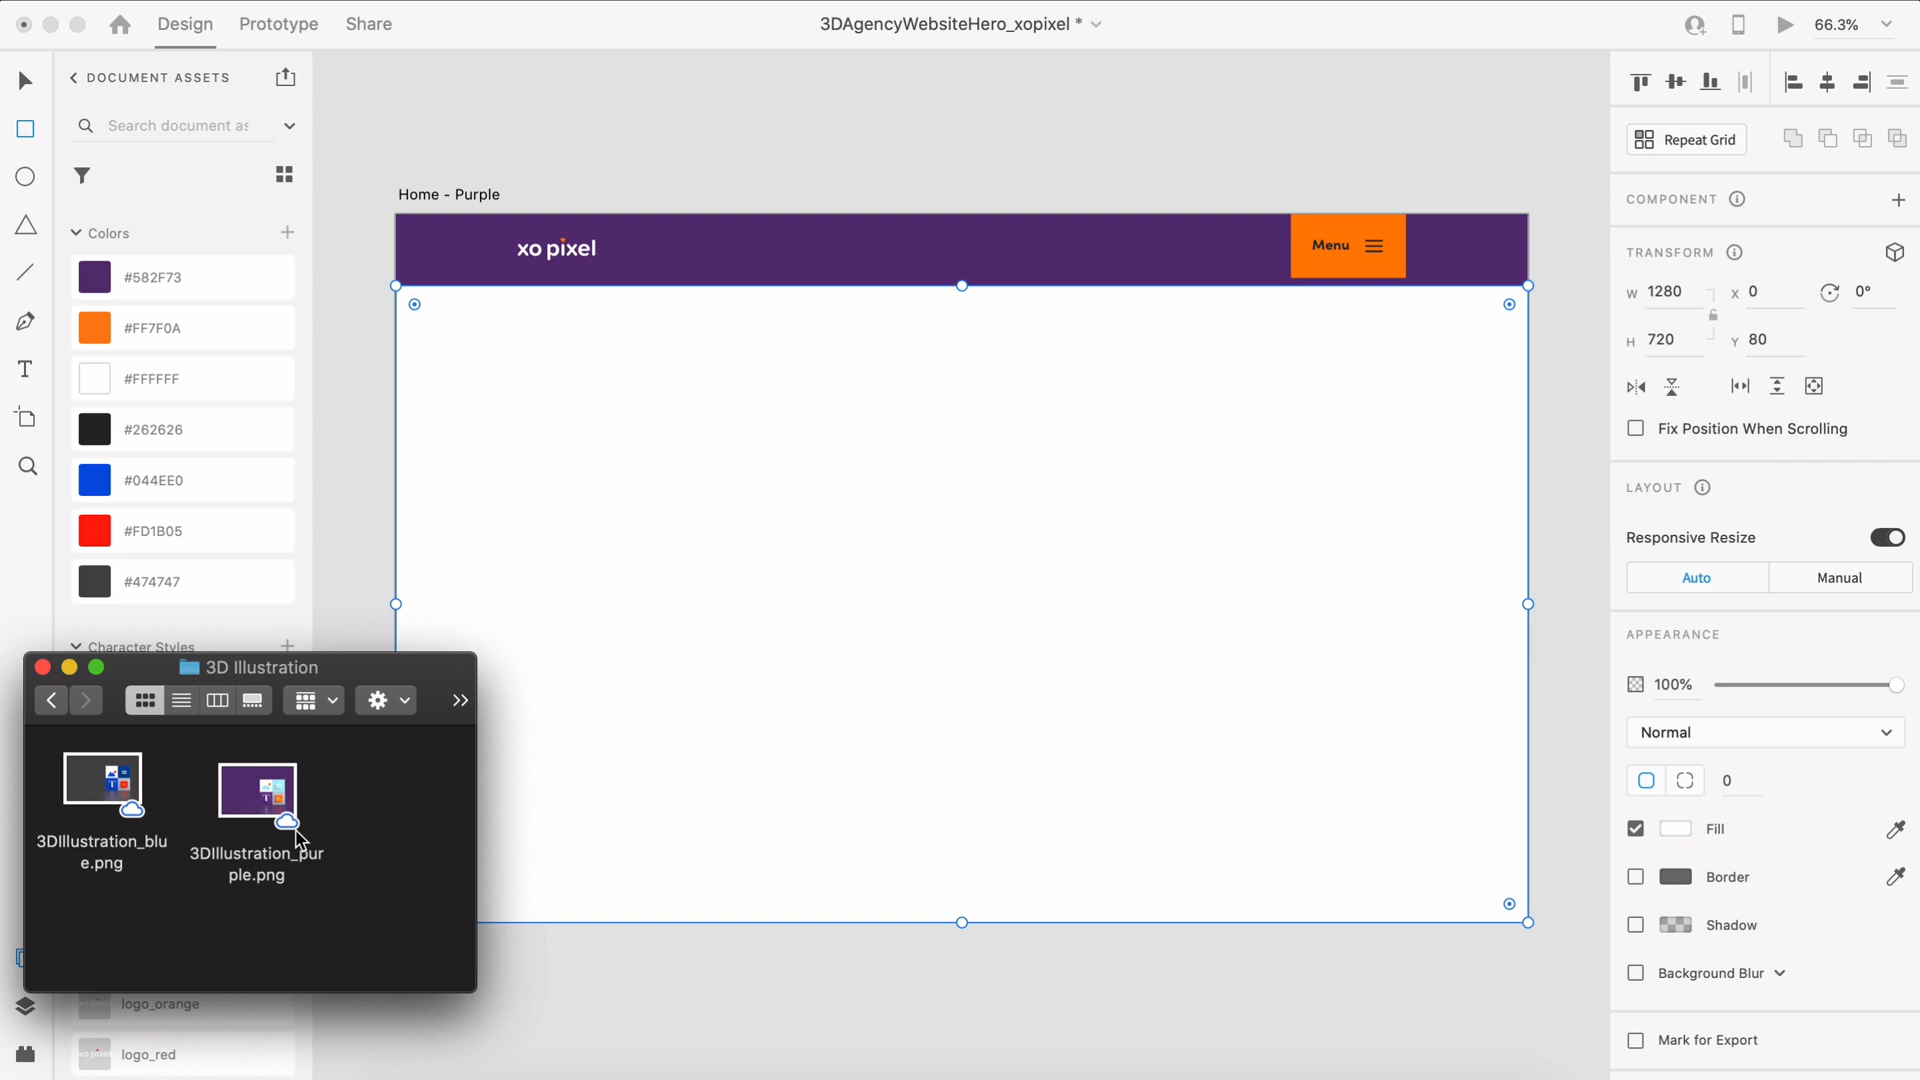 Design
Prototype
Share
3DAgencyWebsiteHero_xopixel *
66.3%
DOCUMENT ASSETS
Search document as
Colors
#582F73
#FF7F0A
#FFFFFF
#262626
#044EE0
#FD1B05
#474747
Character Styles
3D Illustration
3DIllustration_blu
e.png
3DIllustration_pur
ple.png
logo_orange
logo_red
Home - Purple
xo pixel
Menu
Repeat Grid
COMPONENT
TRANSFORM
W 1280 X 0 0°
H 720 Y 80
Fix Position When Scrolling
LAYOUT
Responsive Resize
Auto
Manual
APPEARANCE
100%
Normal
0
Fill
Border
Shadow
Background Blur
Mark for Export